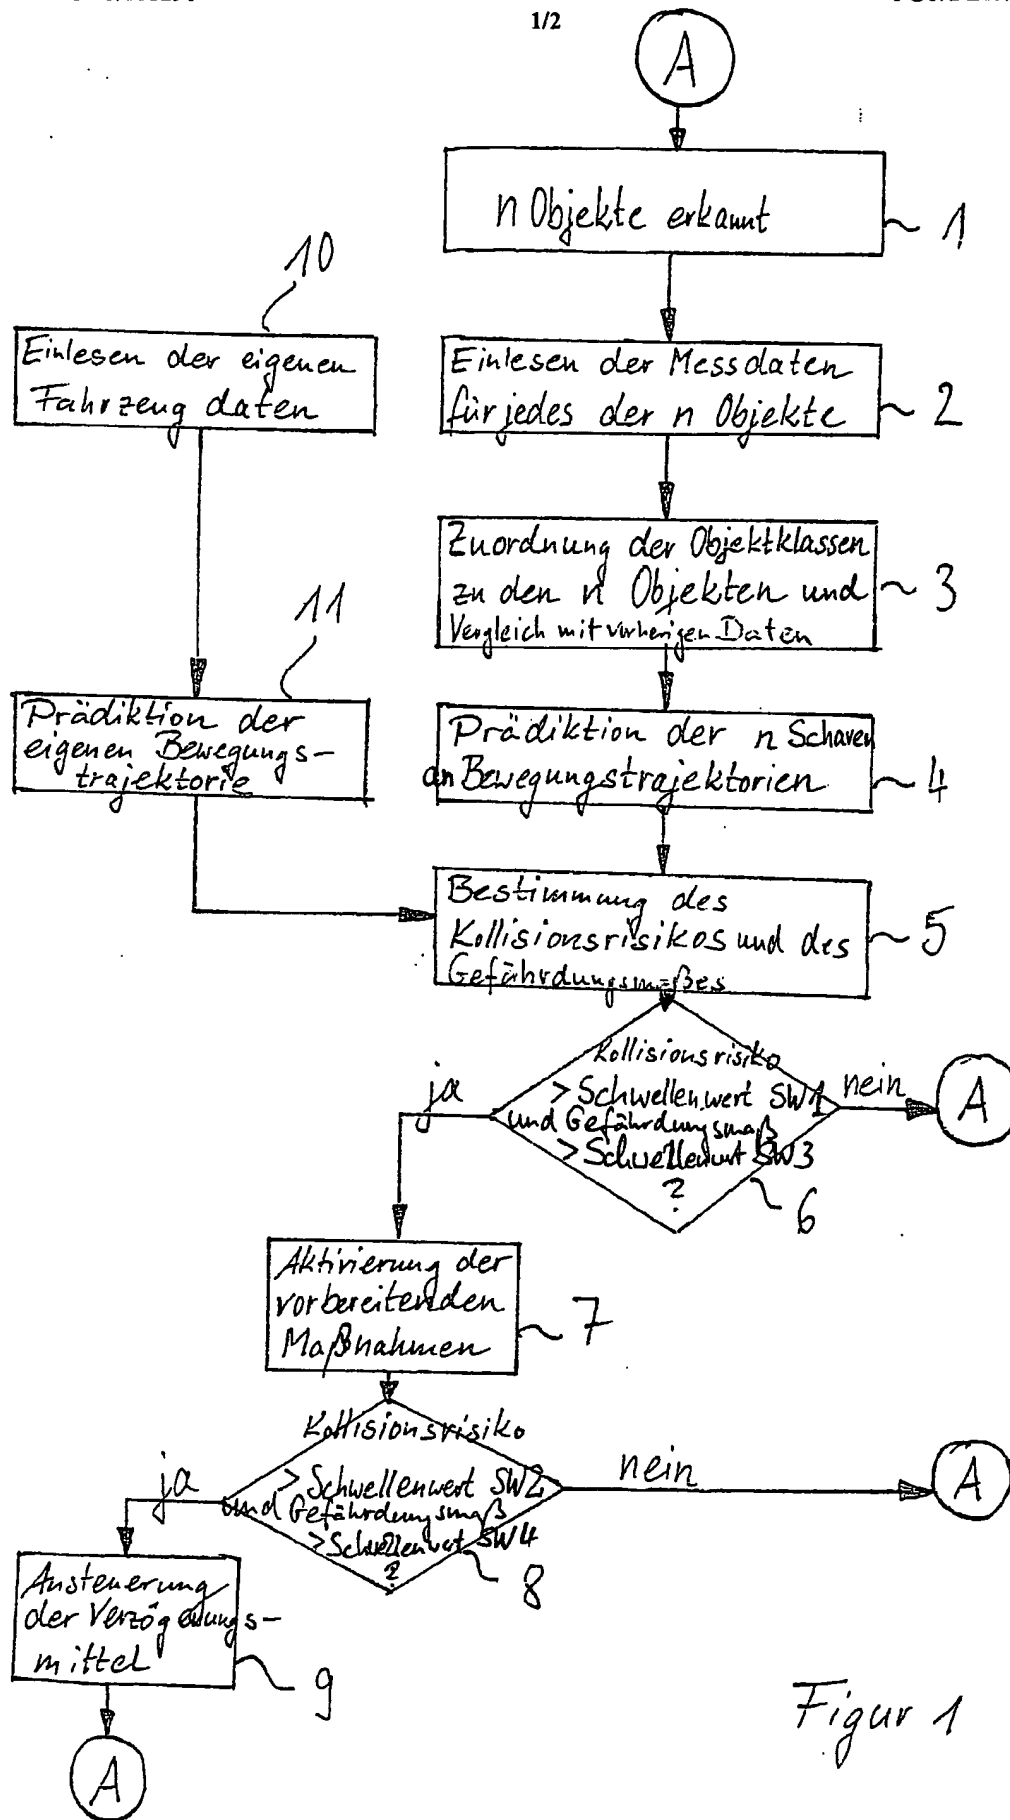 1/2
A
n Objekte erkannt
1
10
Einlesen der eigenen
Fahrzeugdaten
Einlesen der Messdaten
für jedes der n Objekte
2
Zuordnung der Objektklassen
zu den n Objekten und
Vergleich mit vorherigen Daten
3
11
Prädiktion der
eigenen Bewegungs-
trajektorie
Prädiktion der n Scharen
an Bewegungstrajektorien
4
Bestimmung des
Kollisionsrisikos und des
Gefährdungsmaßes
5
Kollisionsrisiko
> Schwellenwert SW1
und Gefährdungsmaß
> Schwellenwert SW3
?
6
ja
nein
A
Aktivierung der
vorbereitenden
Maßnahmen
7
Kollisionsrisiko
> Schwellenwert SW2
und Gefährdungsmaß
> Schwellenwert SW4
?
8
ja
nein
A
Ansteuerung
der Verzögerungs-
mittel
9
A
Figur 1